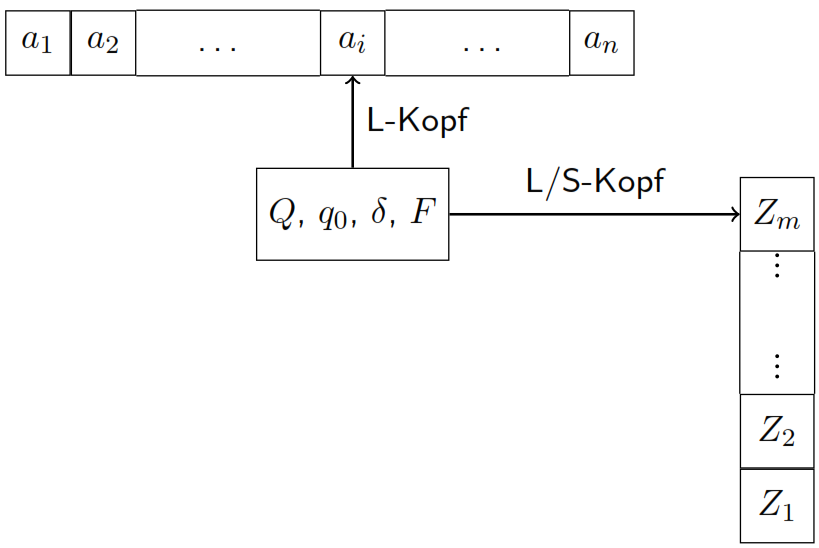 a₁ a₂ ... aᵢ ... aₙ
L-Kopf
L/S-Kopf
Q, q₀, δ, F
Zₘ
⋮
⋮
Z₂
Z₁